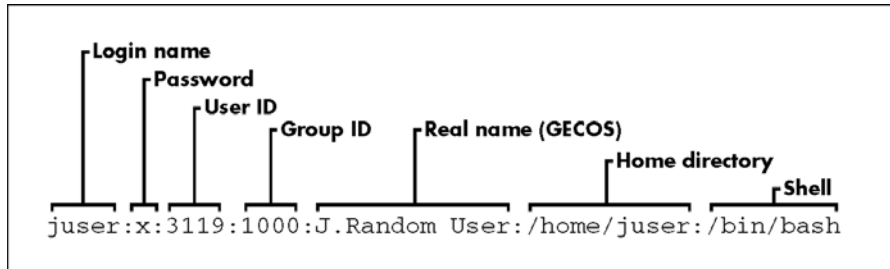 Login name
Password
User ID
Group ID Real name (GECOS)
Home directory
Shell
juser:x:3119:1000:J.Random User:/home/juser:/bin/bash